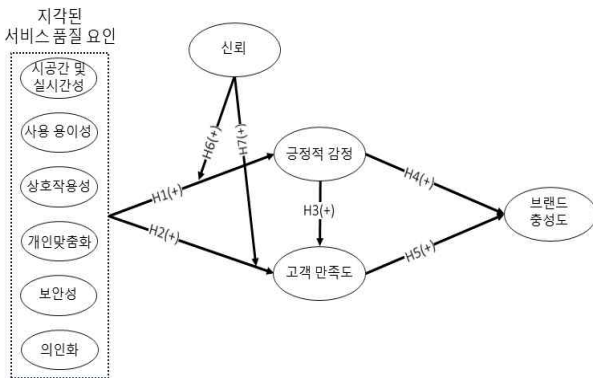 지각된
서비스 품질 요인
시공간 및
실시간성
사용 용이성
상호작용성
개인맞춤화
보안성
의인화
신뢰
H6(+)
H7(+)
H1(+)
H2(+)
긍정적 감정
H3(+)
고객 만족도
H4(+)
H5(+)
브랜드
충성도